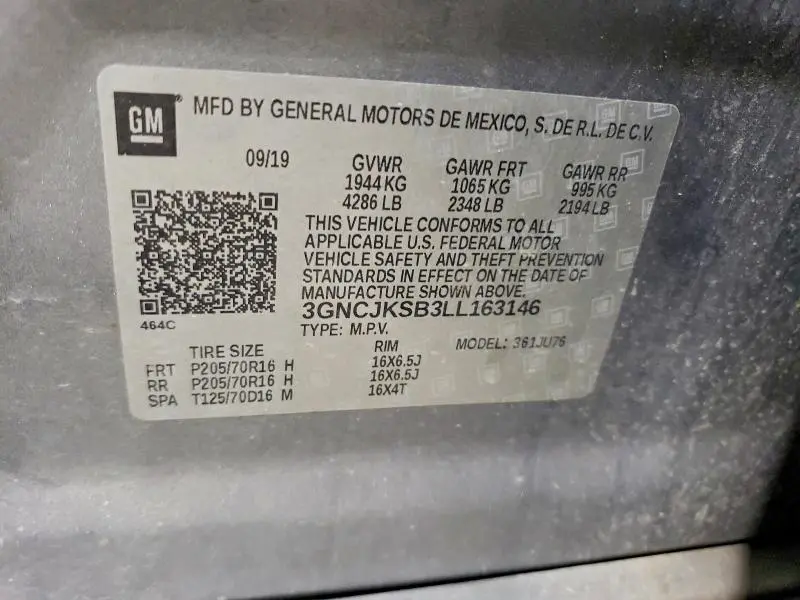 GM® MFD BY GENERAL MOTORS DE MEXICO, S. DE R.L. DE C.V.
09/19 GVWR GAWR FRT GAWR RR
1944 KG 1065 KG 995 KG
4286 LB 2348 LB 2194 LB
THIS VEHICLE CONFORMS TO ALL
APPLICABLE U.S. FEDERAL MOTOR
VEHICLE SAFETY AND THEFT PREVENTION
STANDARDS IN EFFECT ON THE DATE OF
MANUFACTURE SHOWN ABOVE.
3GNCJKSB3LL163146
464C
TYPE: M.P.V.
TIRE SIZE RIM MODEL: 361JU76
FRT P205/70R16 H 16X6.5J
RR P205/70R16 H 16X6.5J
SPA T125/70D16 M 16X4T